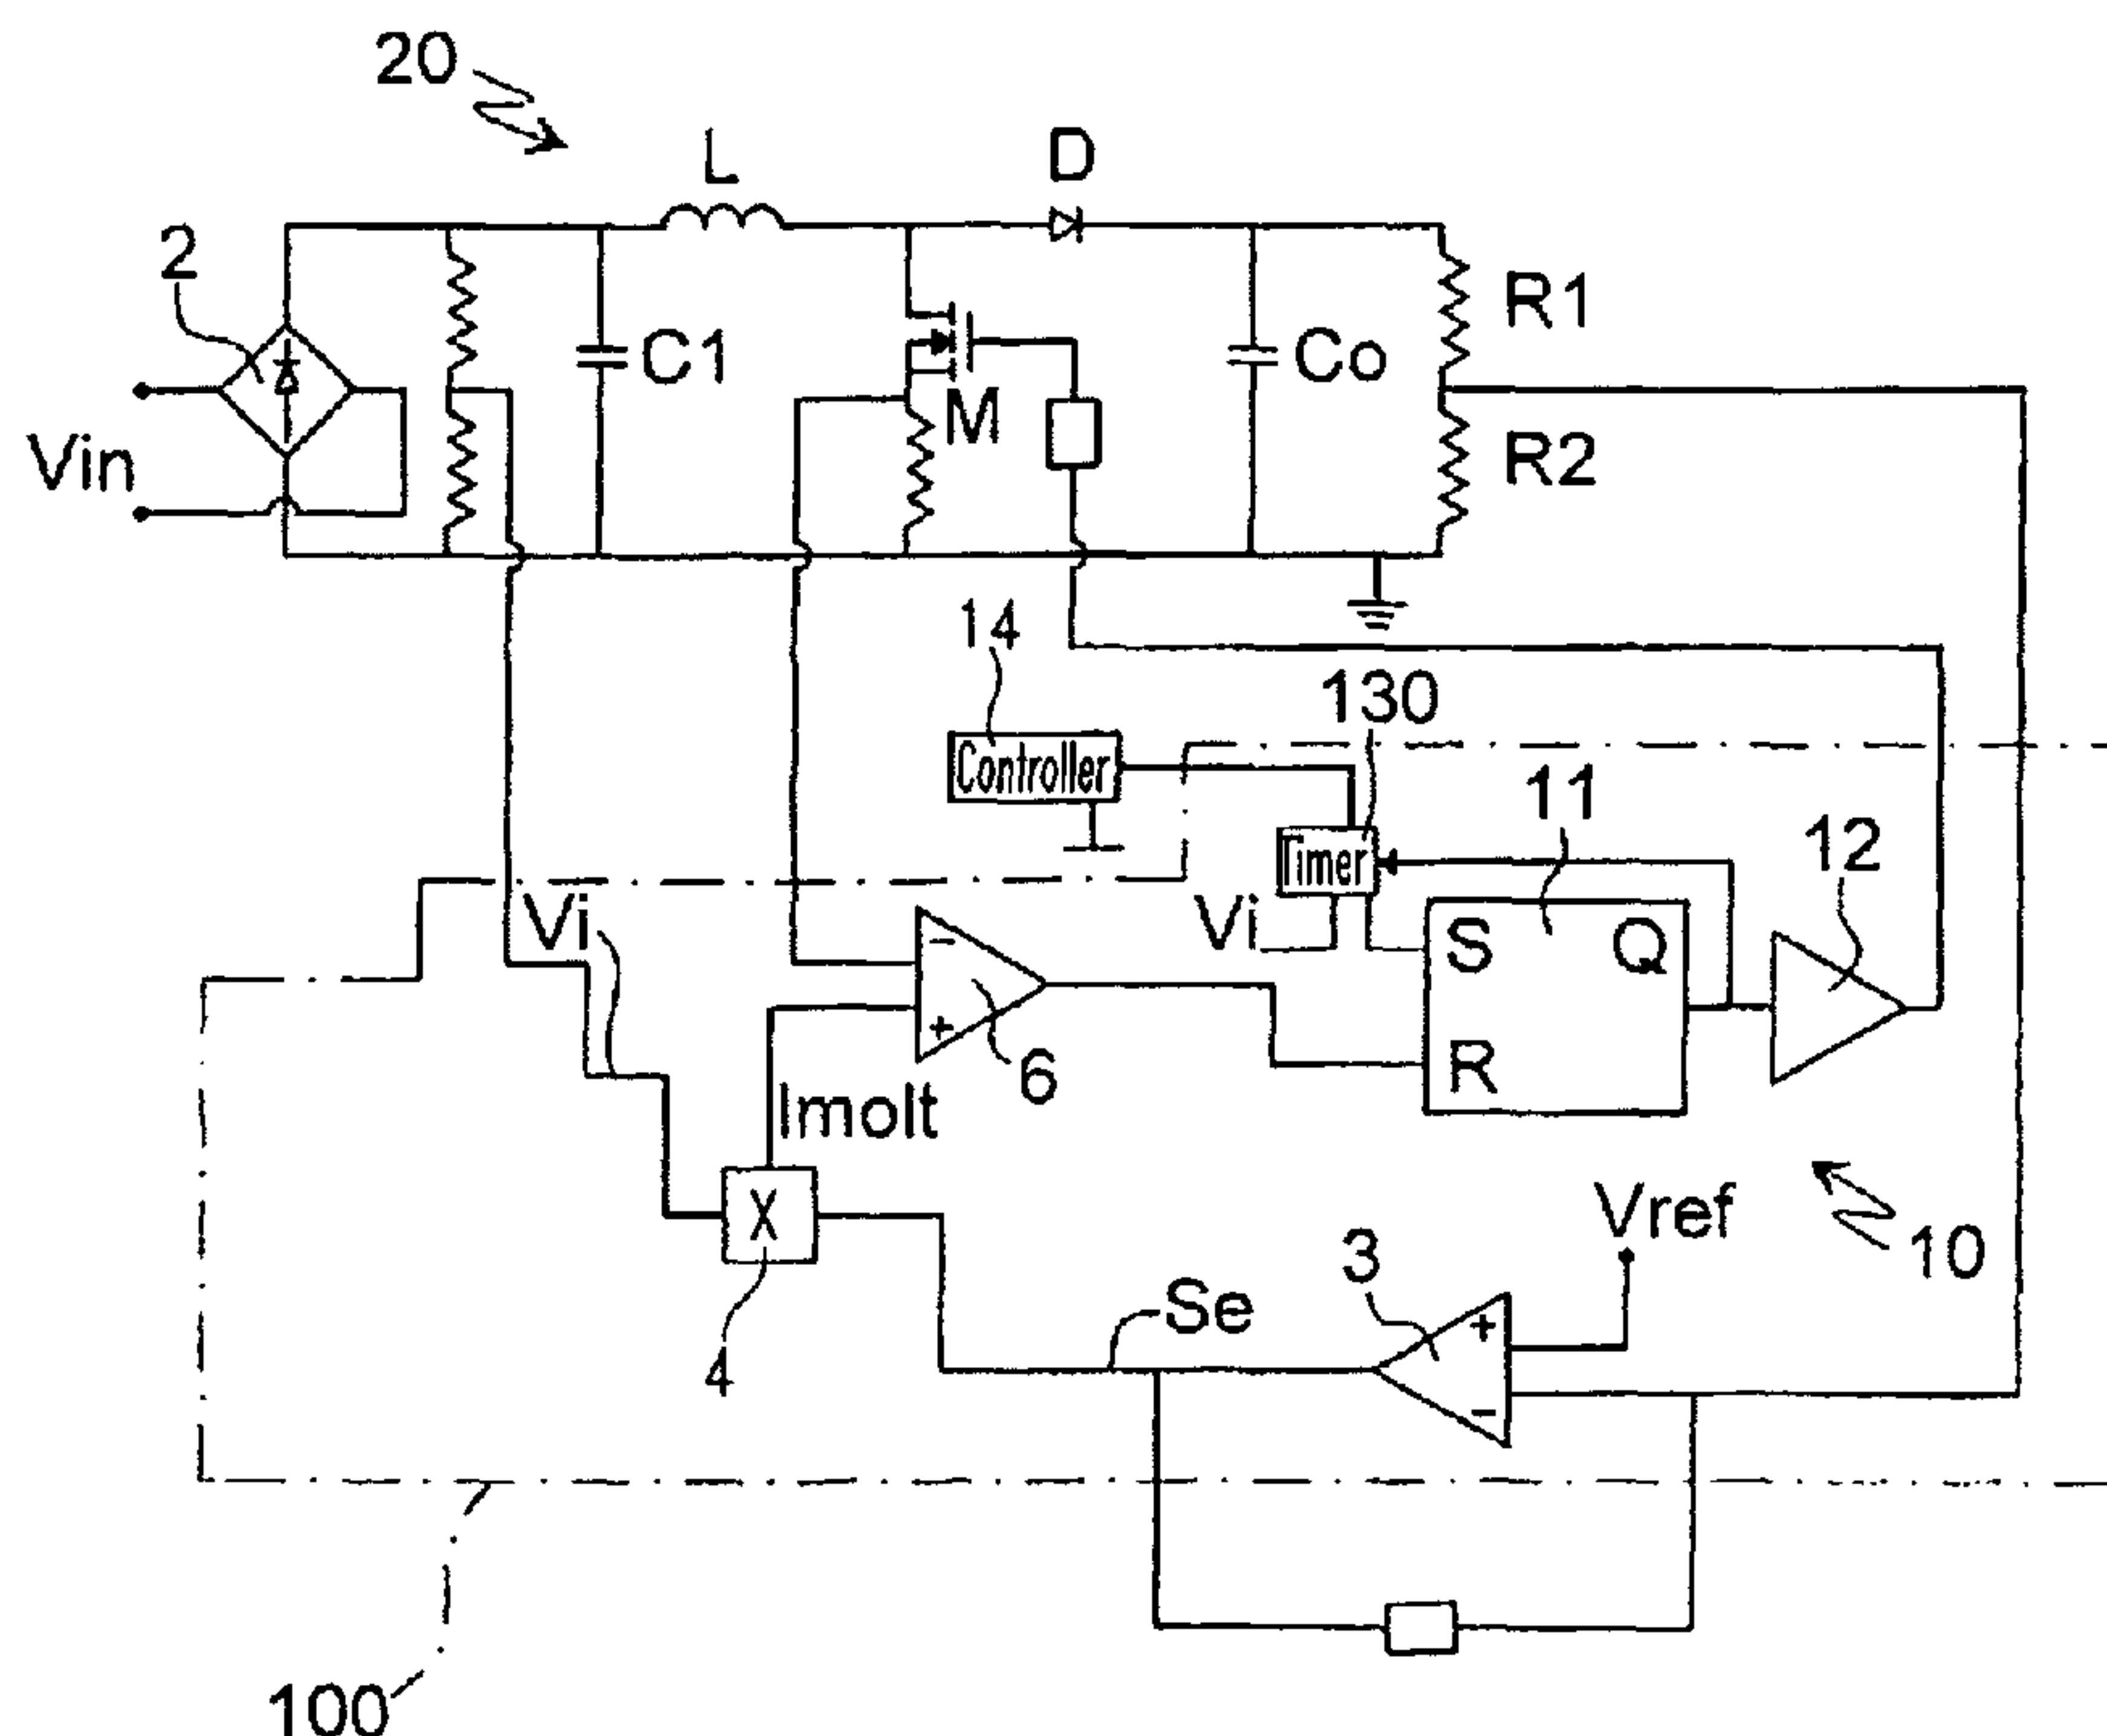 20
L
D
2
R1
C1
Co
M
Vin
R2
14
130
Controller
11
Timer
12
Vi
Vi
S
Q
-
+
6
R
Imolt
X
Vref
10
3
Se
+
4
-
100